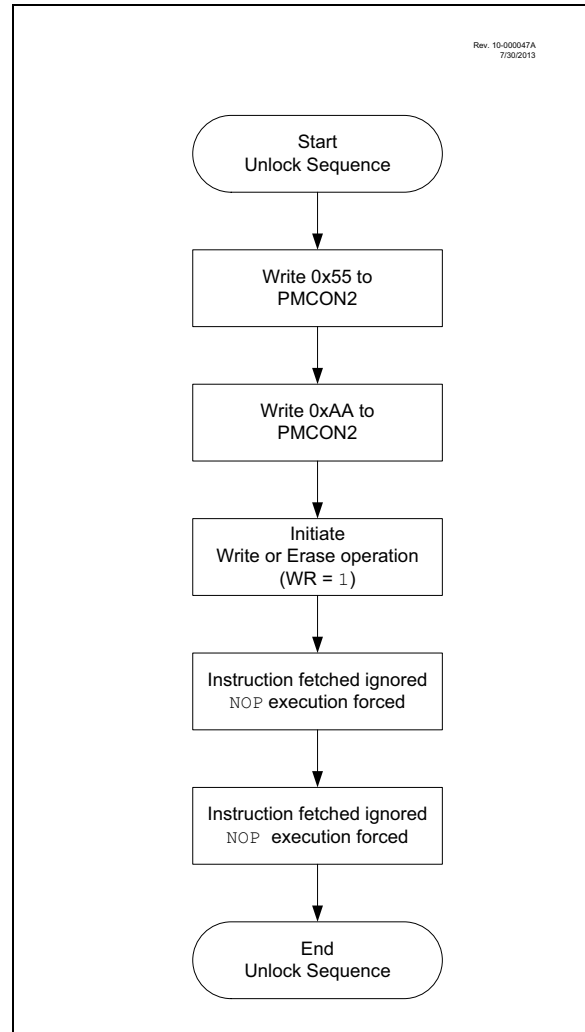 Rev. 10-000047A
7/30/2013
Start
Unlock Sequence
Write 0x55 to
PMCON2
Write 0xAA to
PMCON2
Initiate
Write or Erase operation
(WR = 1)
Instruction fetched ignored
NOP execution forced
Instruction fetched ignored
NOP execution forced
End
Unlock Sequence